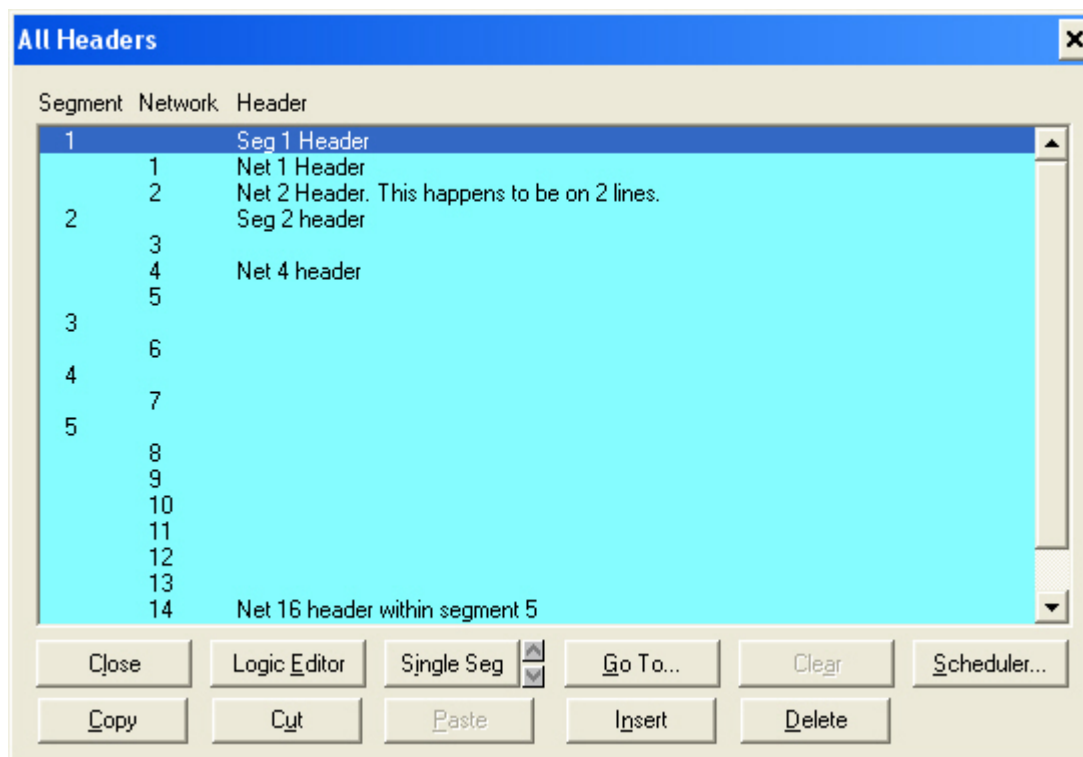 All Headers
Segment Network Header
1 Seg 1 Header
1 Net 1 Header
2 Net 2 Header. This happens to be on 2 lines.
2 Seg 2 header
3
4 Net 4 header
5
3
6
4
7
5
8
9
10
11
12
13
14 Net 16 header within segment 5
Close Logic Editor Single Seg Go To... Clear Scheduler...
Copy Cut Paste Insert Delete